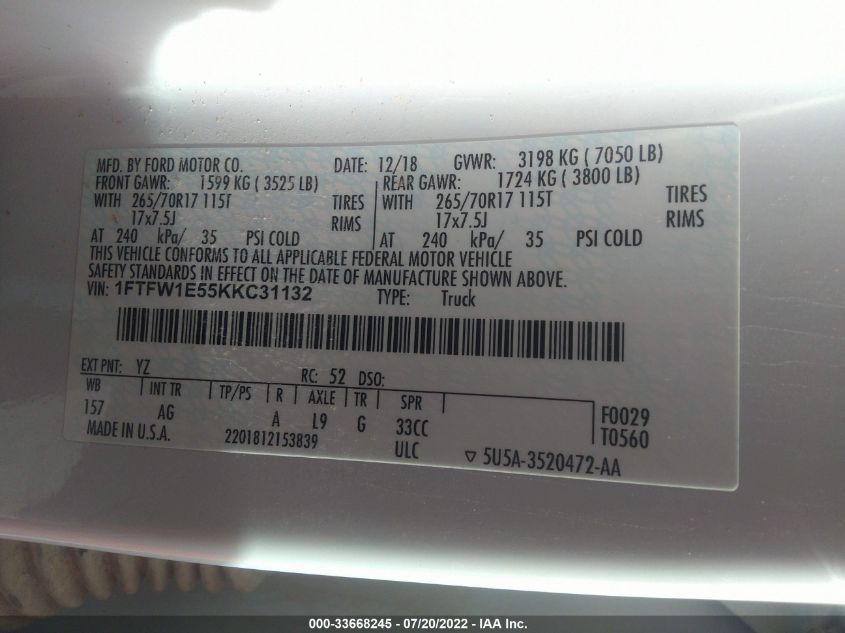 MFD. BY FORD MOTOR CO. DATE: 12/18 GVWR: 3198 KG ( 7050 LB)
FRONT GAWR: 1599 KG ( 3525 LB) REAR GAWR: 1724 KG ( 3800 LB)
WITH 265/70R17 115T TIRES WITH 265/70R17 115T TIRES
17x7.5J RIMS 17x7.5J RIMS
AT 240 kPa/ 35 PSI COLD AT 240 kPa/ 35 PSI COLD
THIS VEHICLE CONFORMS TO ALL APPLICABLE FEDERAL MOTOR VEHICLE
SAFETY STANDARDS IN EFFECT ON THE DATE OF MANUFACTURE SHOWN ABOVE.
VIN: 1FTFW1E55KKC31132 TYPE: Truck
EXT PNT: YZ RC: 52 DSO:
WB INT TR TP/PS R AXLE TR SPR
157 AG A L9 G 33CC F0029
MADE IN U.S.A. 2201812153839 ULC T0560
▽ 5U5A-3520472-AA
000-33668245 - 07/20/2022 - IAA Inc.